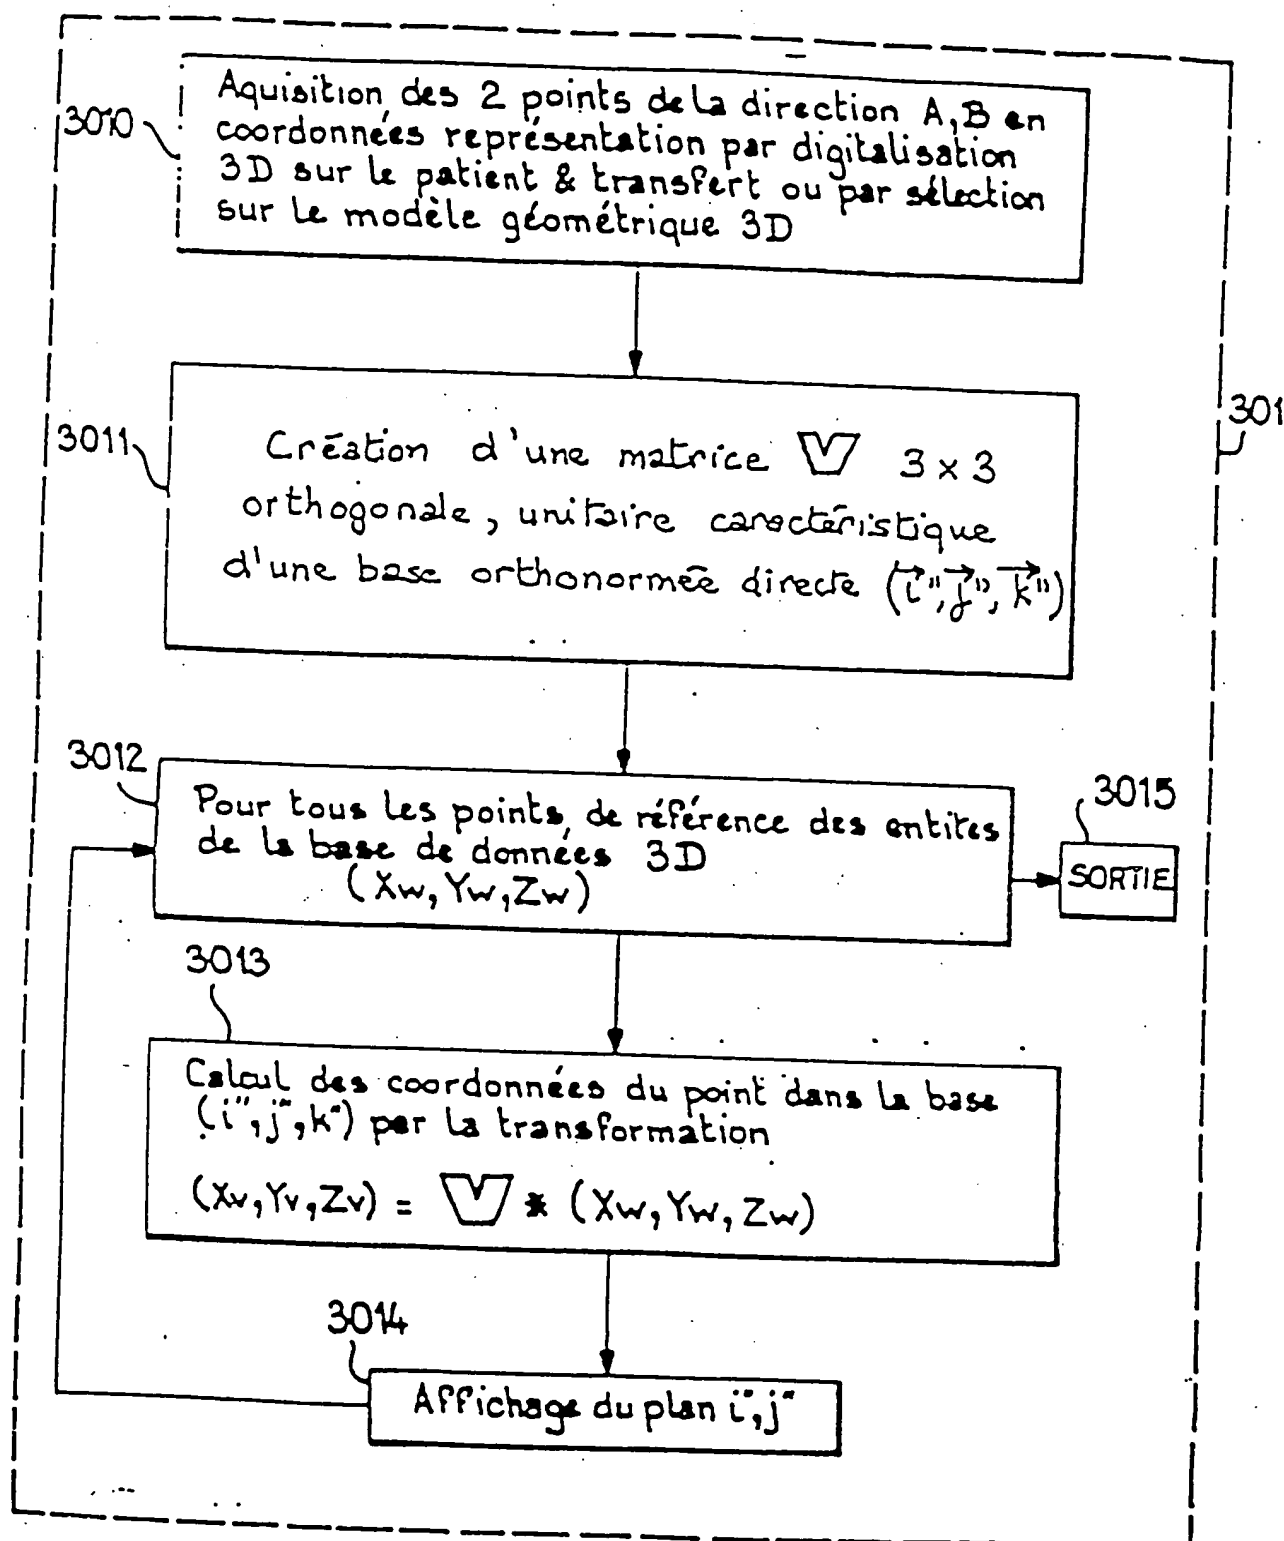 3010
Aquisition des 2 points de la direction A, B en
coordonnées représentation par digitalisation
3D sur le patient & transfert ou par sélection
sur le modèle géométrique 3D
301
3011
Création d'une matrice V 3 x 3
orthogonale, unitaire caractéristique
d'une base orthonormée directe (i", j", k")
3012
Pour tous les points, de référence des entites
de la base de données 3D
(Xw, Yw, Zw)
3015
SORTIE
3013
Calcul des coordonnées du point dans la base
(i", j", k") par la transformation
(Xv, Yv, Zv) = V * (Xw, Yw, Zw)
3014
Affichage du plan i", j"